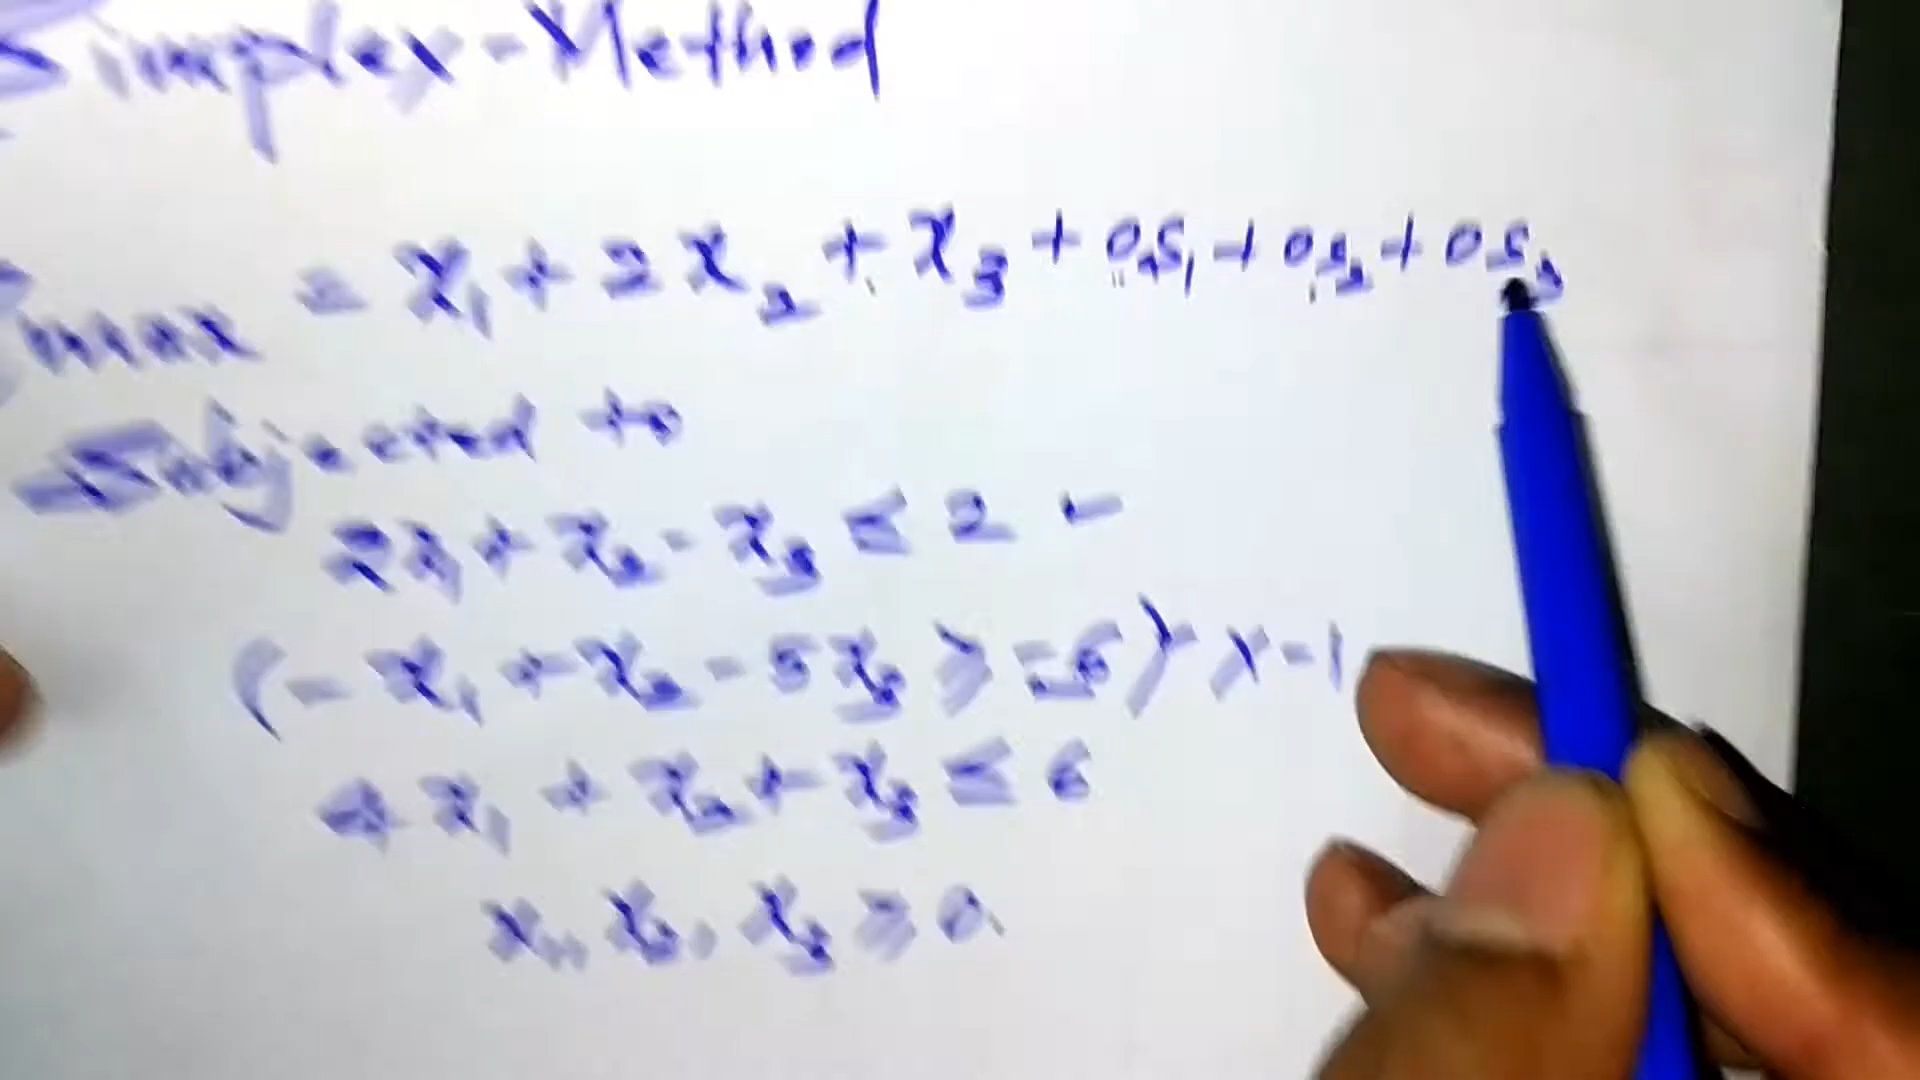 Simplex-Method
Zmax = x₁ + 2x₂ + x₃ + 0s₁ + 0s₂ + 0s₃
Subjected to
2x₁ + x₂ - x₃ ≤ 2
(-x₁ + x₂ - 5x₃ ≥ -6) × -1
⇒ x₁ + x₂ + x₃ ≤ 6
x₁, x₂, x₃ ≥ 0